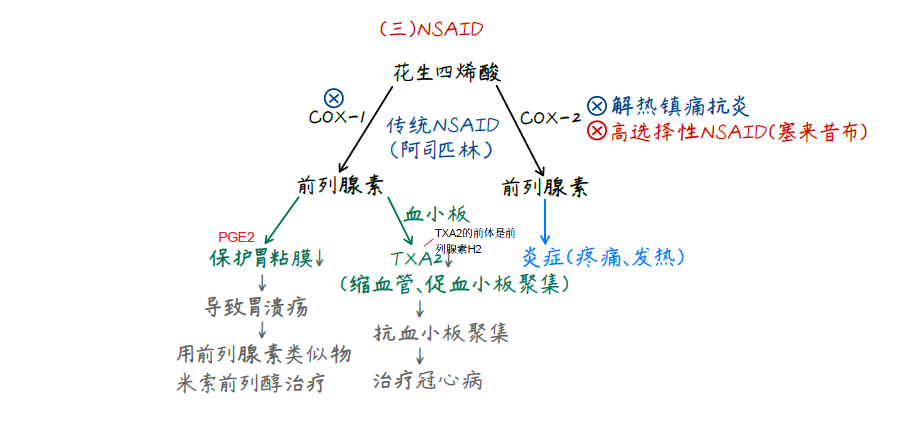 (三)NSAID
花生四烯酸
COX-1
传统NSAID
(阿司匹林)
COX-2
解热镇痛抗炎
高选择性NSAID(塞来昔布)
前列腺素
前列腺素
血小板
PGE2
保护胃粘膜↓
TXA2的前体是前
列腺素H2
TXA2↓
(缩血管、促血小板聚集)
炎症(疼痛、发热)
导致胃溃疡
抗血小板聚集
用前列腺素类似物
米索前列醇治疗
治疗冠心病